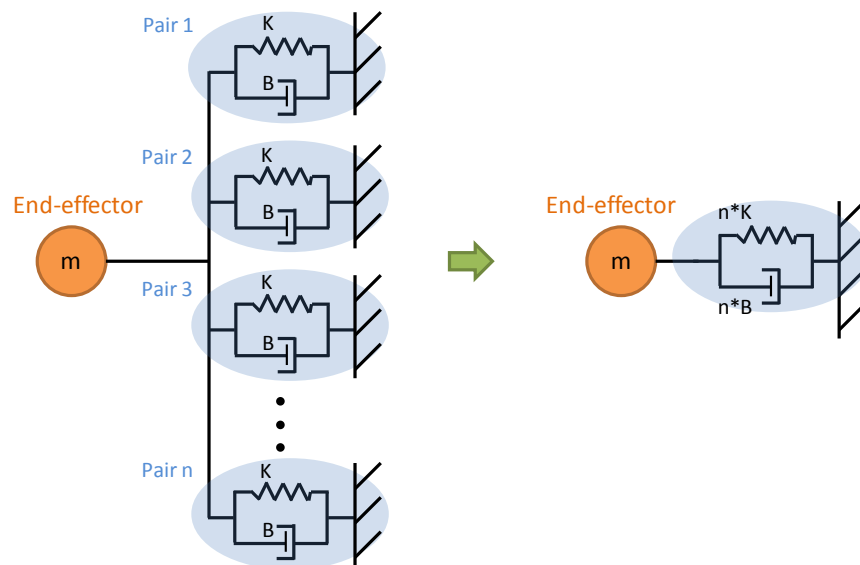 Pair 1
K
B
Pair 2
K
B
End-effector
m
Pair 3
K
B
Pair n
K
B
End-effector
m
n*K
n*B